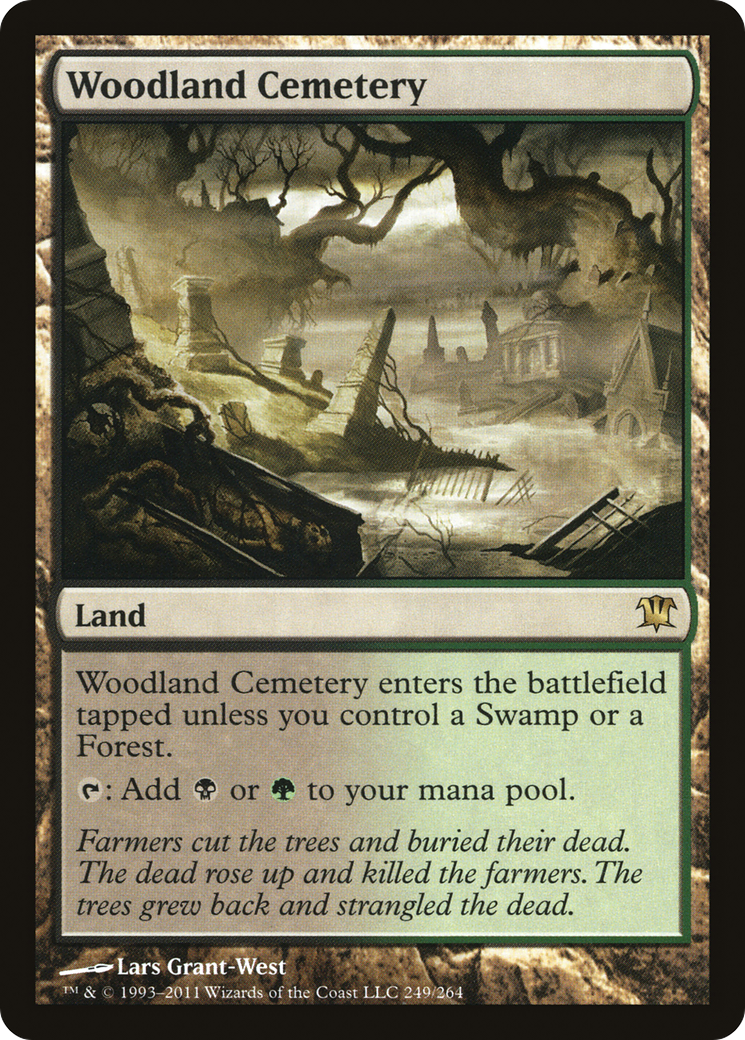 Woodland Cemetery
Land
Woodland Cemetery enters the battlefield
tapped unless you control a Swamp or a
Forest.
: Add or to your mana pool.
Farmers cut the trees and buried their dead.
The dead rose up and killed the farmers. The
trees grew back and strangled the dead.
Lars Grant-West
™ & © 1993–2011 Wizards of the Coast LLC 249/264